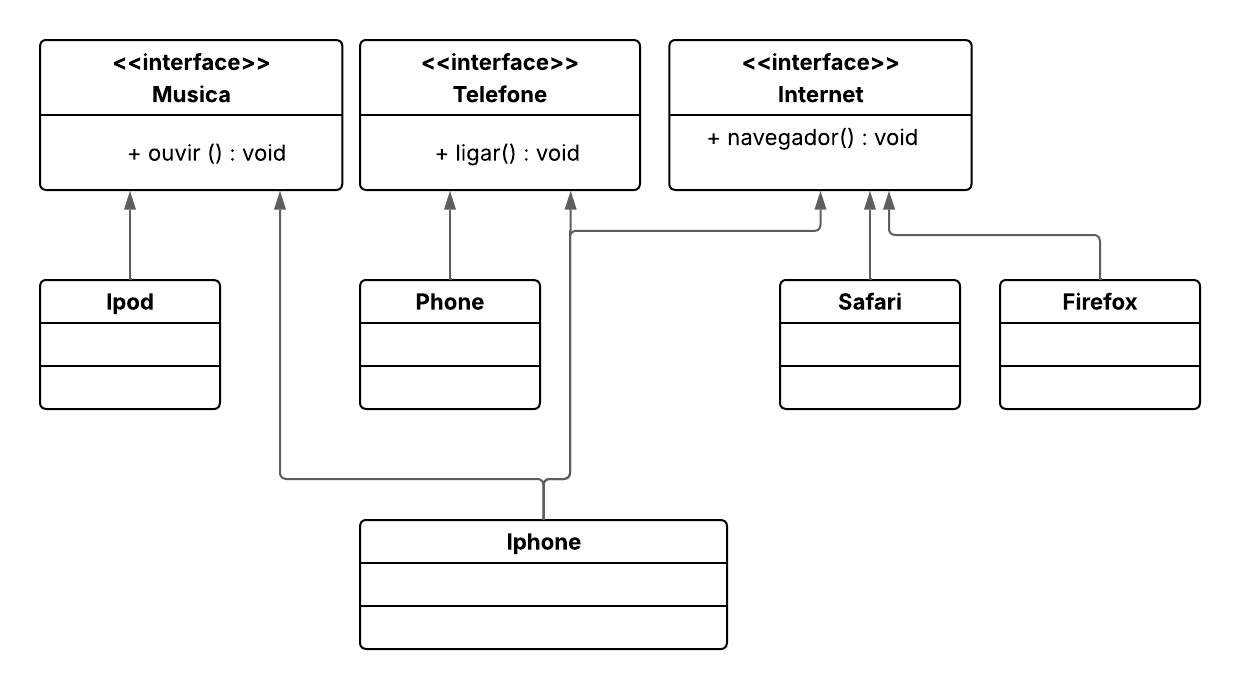 <<interface>>
Musica
+ ouvir () : void
<<interface>>
Telefone
+ ligar() : void
<<interface>>
Internet
+ navegador() : void
Ipod
Phone
Safari
Firefox
Iphone